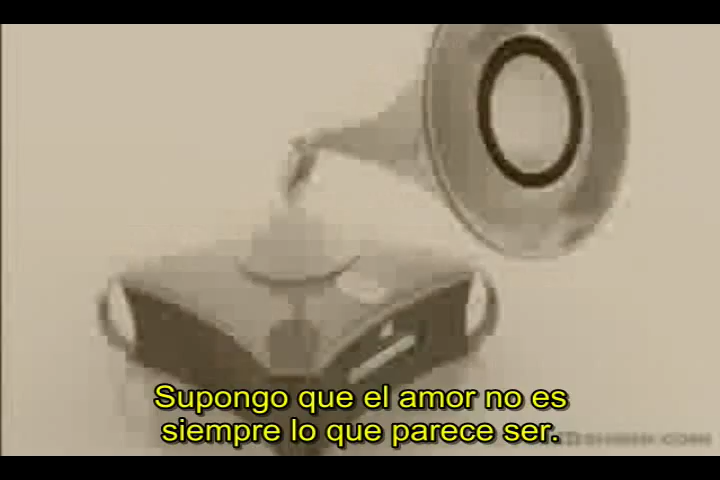 Supongo que el amor no es
siempre lo que parece ser.